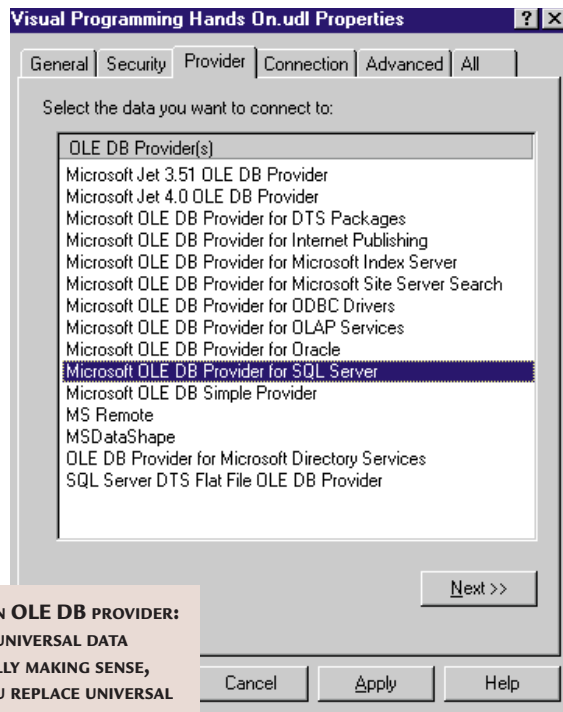 Visual Programming Hands On.udl Properties
General Security Provider Connection Advanced All
Select the data you want to connect to:
OLE DB Provider(s)
Microsoft Jet 3.51 OLE DB Provider
Microsoft Jet 4.0 OLE DB Provider
Microsoft OLE DB Provider for DTS Packages
Microsoft OLE DB Provider for Internet Publishing
Microsoft OLE DB Provider for Microsoft Index Server
Microsoft OLE DB Provider for Microsoft Site Server Search
Microsoft OLE DB Provider for ODBC Drivers
Microsoft OLE DB Provider for OLAP Services
Microsoft OLE DB Provider for Oracle
Microsoft OLE DB Provider for SQL Server
Microsoft OLE DB Simple Provider
MS Remote
MSDataShape
OLE DB Provider for Microsoft Directory Services
SQL Server DTS Flat File OLE DB Provider
Next >>
OLE DB PROVIDER:
UNIVERSAL DATA
MAKING SENSE,
REPLACE UNIVERSAL
Cancel Apply Help